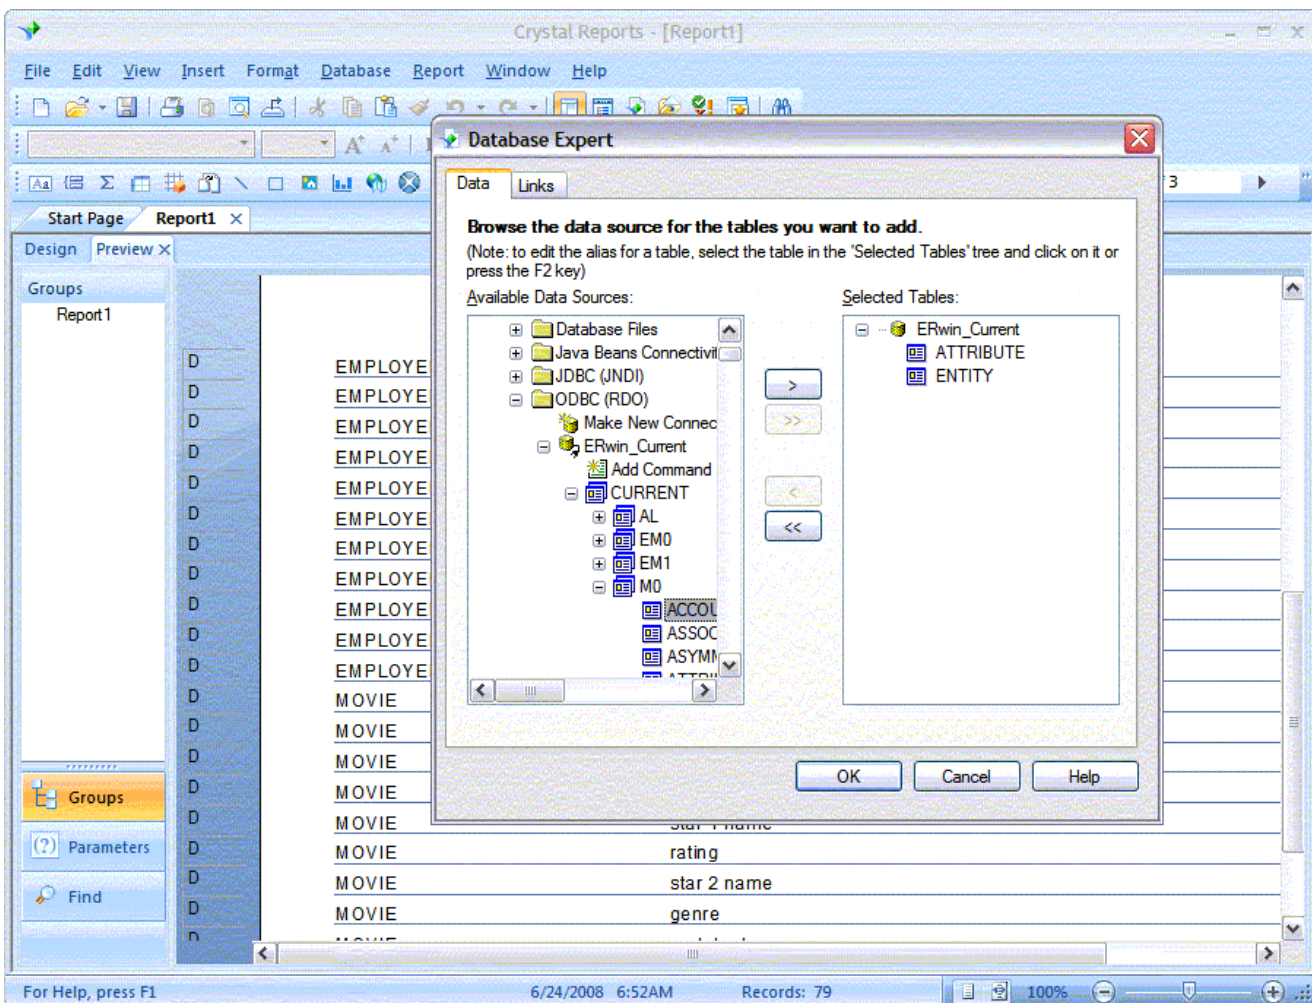 Crystal Reports - [Report1]
File Edit View Insert Format Database Report Window Help
Database Expert
Data Links
Start Page Report1
Design Preview
Groups
Report1
Browse the data source for the tables you want to add.
(Note: to edit the alias for a table, select the table in the 'Selected Tables' tree and click on it or
press the F2 key)
Available Data Sources:
Database Files
Java Beans Connectivit
JDBC (JNDI)
ODBC (RDO)
Make New Connec
ERwin_Current
Add Command
CURRENT
AL
EM0
EM1
M0
ACCOU
ASSOC
ASYMM
>
>>
<
<<
Selected Tables:
ERwin_Current
ATTRIBUTE
ENTITY
OK Cancel Help
D EMPLOYE
D EMPLOYE
D EMPLOYE
D EMPLOYE
D EMPLOYE
D EMPLOYE
D EMPLOYE
D EMPLOYE
D EMPLOYE
D EMPLOYE
D EMPLOYE
D MOVIE
D MOVIE
D MOVIE
D MOVIE
D MOVIE star 1 name
D MOVIE rating
D MOVIE star 2 name
D MOVIE genre
Groups
Parameters
Find
For Help, press F1 6/24/2008 6:52AM Records: 79 100%